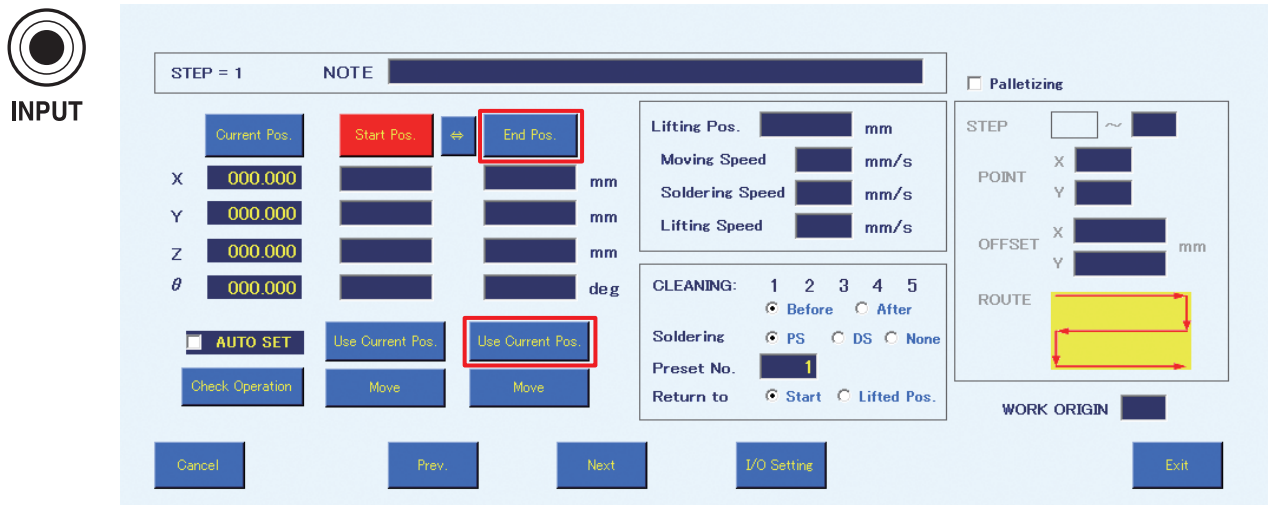 INPUT
STEP = 1 NOTE
Palletizing
Current Pos. Start Pos. ⇔ End Pos.
X 000.000 mm
Y 000.000 mm
Z 000.000 mm
θ 000.000 deg
AUTO SET Use Current Pos. Use Current Pos.
Check Operation Move Move
Lifting Pos. mm
Moving Speed mm/s
Soldering Speed mm/s
Lifting Speed mm/s
CLEANING: 1 2 3 4 5
Before After
Soldering PS DS None
Preset No. 1
Return to Start Lifted Pos.
STEP ~
POINT X
Y
OFFSET X
Y mm
ROUTE
WORK ORIGIN
Cancel Prev. Next I/O Setting Exit